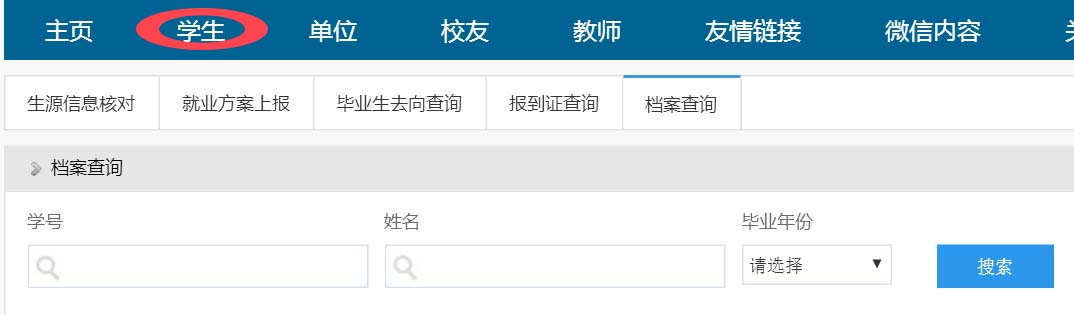 主页 学生 单位 校友 教师 友情链接 微信内容
生源信息核对 就业方案上报 毕业生去向查询 报到证查询 档案查询
档案查询
学号 姓名 毕业年份
请选择 搜索